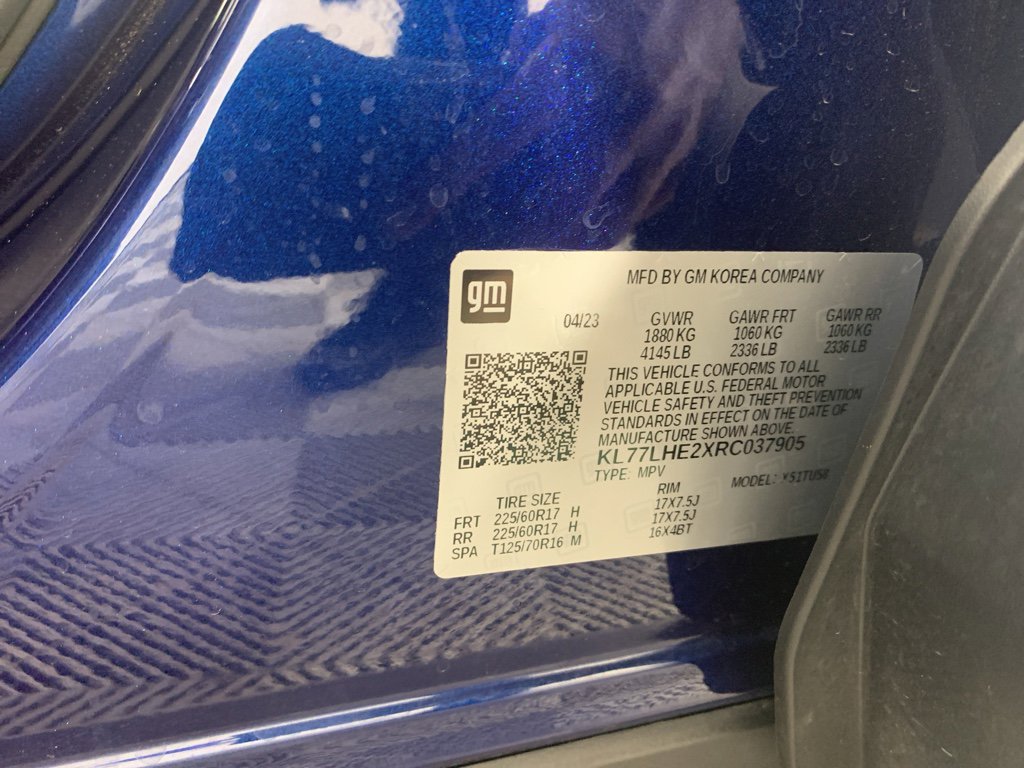 gm
MFD BY GM KOREA COMPANY
04/23 GVWR GAWR FRT GAWR RR
1880 KG 1060 KG 1060 KG
4145 LB 2336 LB 2336 LB
THIS VEHICLE CONFORMS TO ALL
APPLICABLE U.S. FEDERAL MOTOR
VEHICLE SAFETY AND THEFT PREVENTION
STANDARDS IN EFFECT ON THE DATE OF
MANUFACTURE SHOWN ABOVE.
KL77LHE2XRC037905
TYPE: MPV MODEL:
TIRE SIZE RIM
FRT 225/60R17 H 17X7.5J
RR 225/60R17 H 17X7.5J
SPA T125/70R16 M 16X4BT